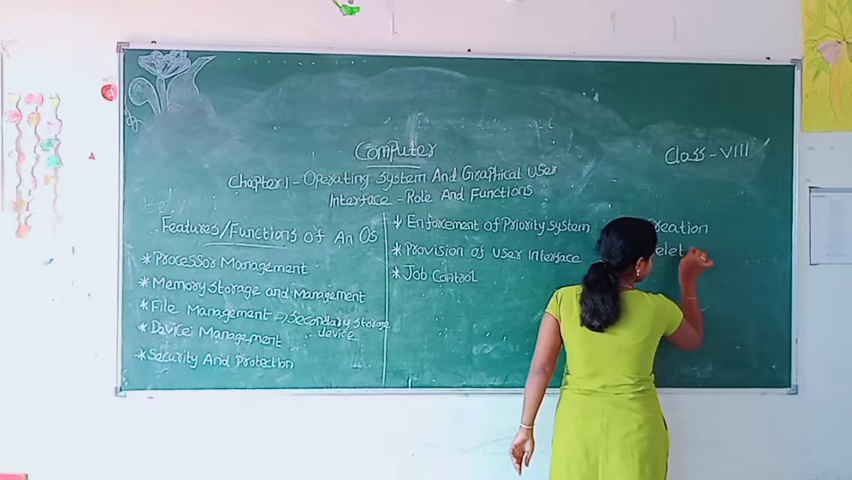 Computer
Class - VIII
Chapter 1 - Operating System And Graphical User
Interface - Role And Functions
Features/Functions of An OS
* Processor Management
* Memory Storage and Management
* File Management → Secondary Storage
device
* Device Management
* Security And Protection
* Enforcement of Priority System
* Provision of user Interface
* Job Control
reation
elet